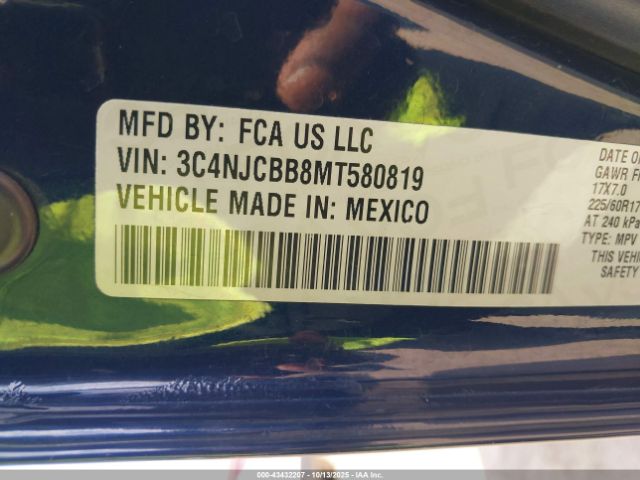 MFD BY: FCA US LLC
VIN: 3C4NJCBB8MT580819
VEHICLE MADE IN: MEXICO
DATE O
GAWR F
17X7.0
225/60R17
AT 240 kPa
TYPE: MPV
THIS VEHI
SAFETY
000-43432207 - 10/13/2025 - Copyright © IAA, Inc.